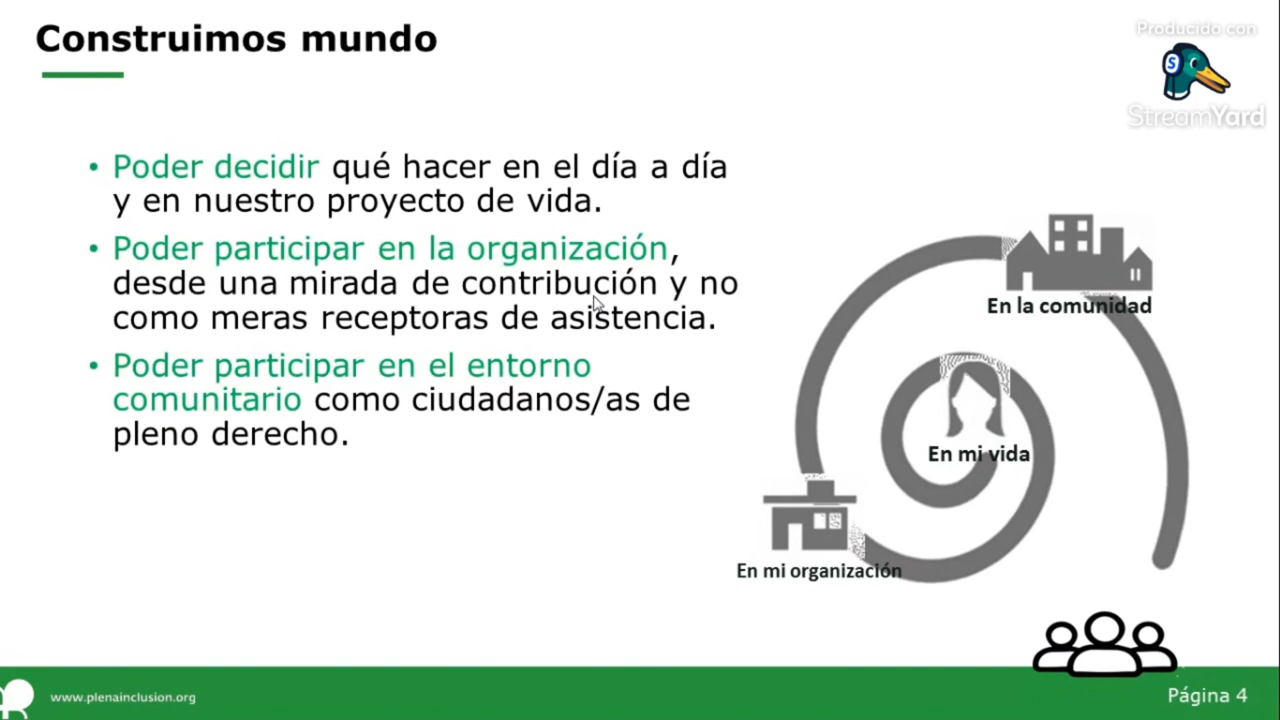 Construimos mundo
Producido con
StreamYard
• Poder decidir qué hacer en el día a día
y en nuestro proyecto de vida.
• Poder participar en la organización,
desde una mirada de contribución y no
como meras receptoras de asistencia.
• Poder participar en el entorno
comunitario como ciudadanos/as de
pleno derecho.
En la comunidad
En mi vida
En mi organización
www.plenainclusion.org
Página 4